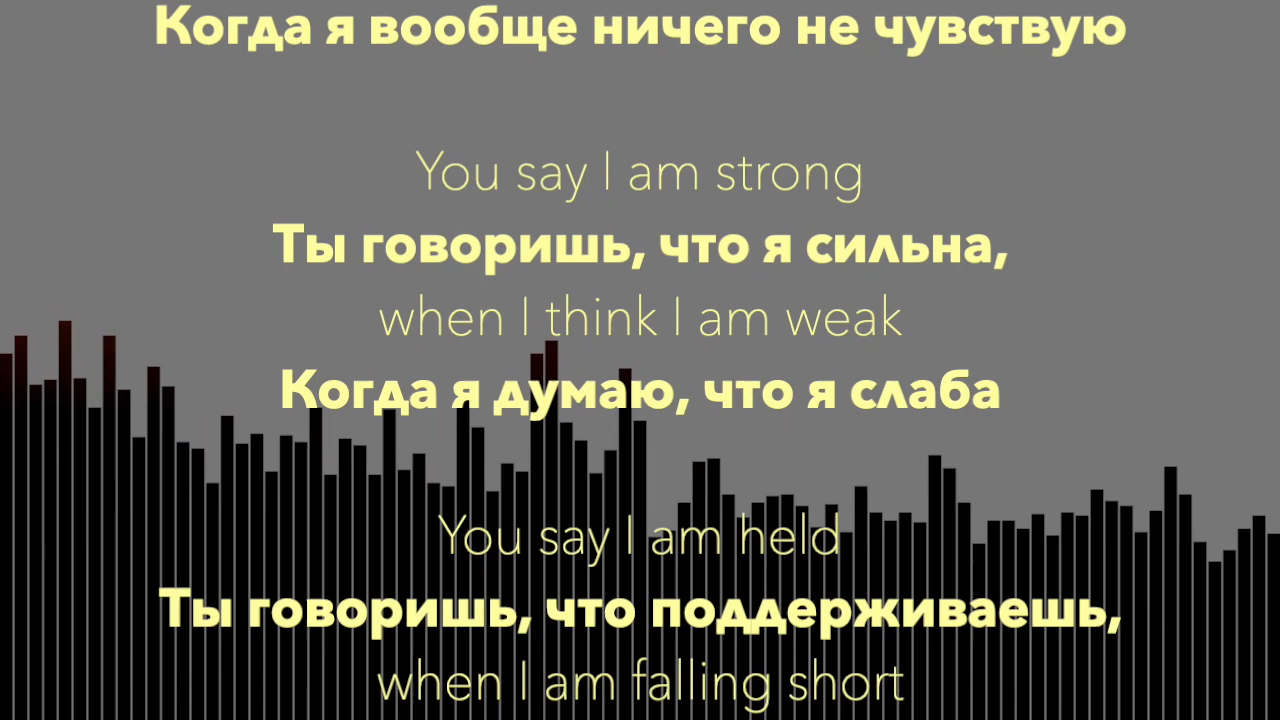 Когда я вообще ничего не чувствую
You say I am strong
Ты говоришь, что я сильна,
when I think I am weak
Когда я думаю, что я слаба
You say I am held
Ты говоришь, что поддерживаешь,
when I am falling short